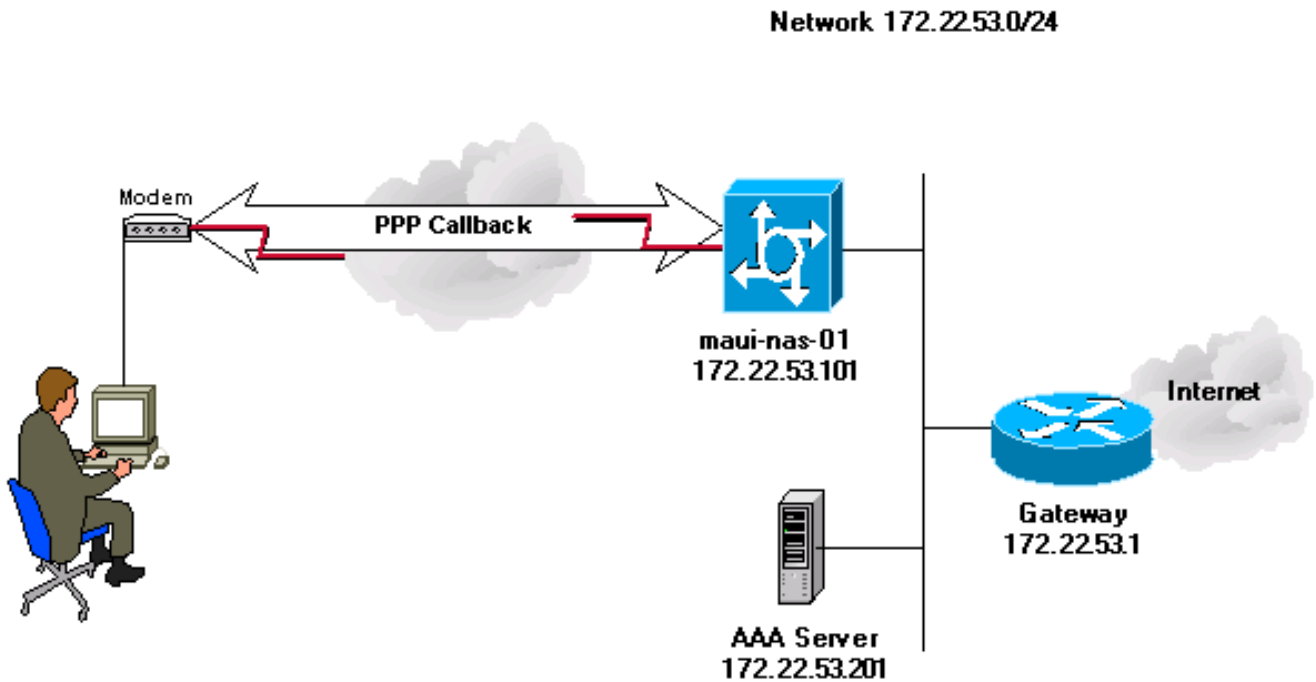 Network 172.22.53.0/24
Modem
PPP Callback
maui-nas-01
172.22.53.101
Internet
Gateway
172.22.53.1
AAA Server
172.22.53.201